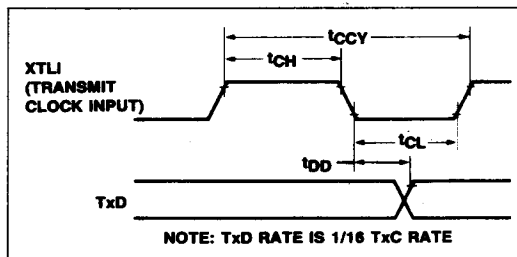 tCCY
tCH
XTLI
(TRANSMIT
CLOCK INPUT)
tCL
tDD
TxD
NOTE: TxD RATE IS 1/16 TxC RATE